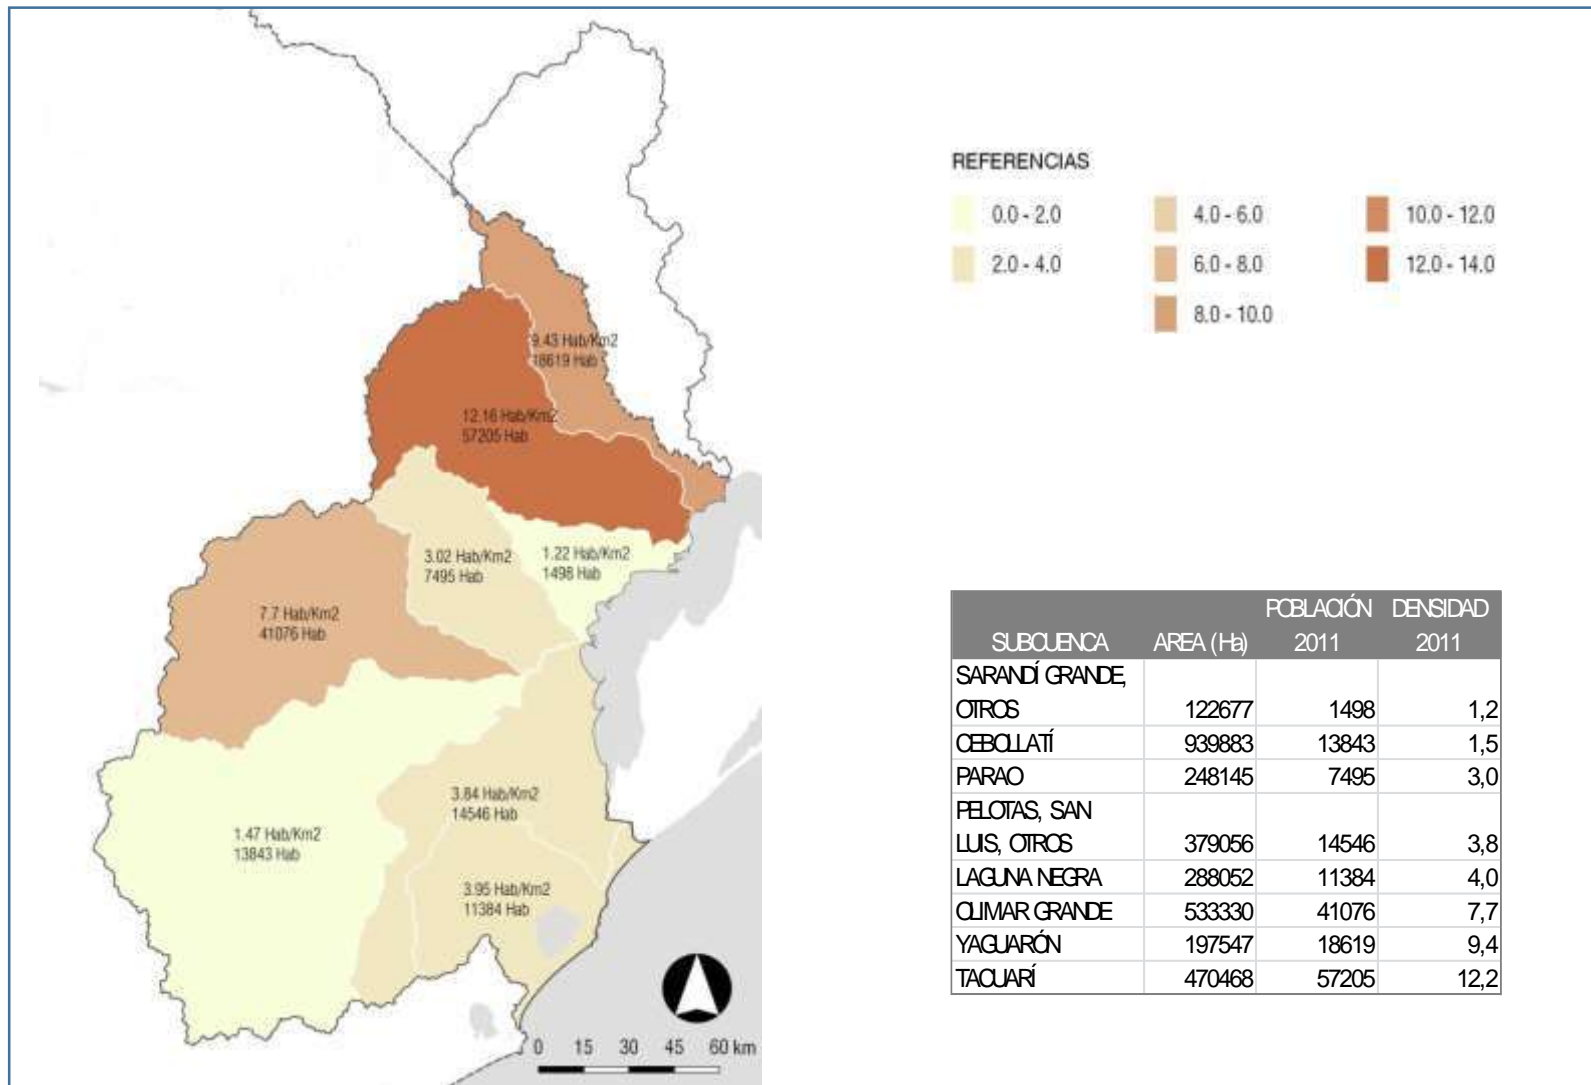 REFERENCIAS
0.0 - 2.0
2.0 - 4.0
4.0 - 6.0
6.0 - 8.0
8.0 - 10.0
10.0 - 12.0
12.0 - 14.0
9.43 Hab/Km2
18619 Hab
12.16 Hab/Km2
57205 Hab
3.02 Hab/Km2
7495 Hab
1.22 Hab/Km2
1498 Hab
7.7 Hab/Km2
41076 Hab
3.84 Hab/Km2
14546 Hab
1.47 Hab/Km2
13843 Hab
3.95 Hab/Km2
11384 Hab
0 15 30 45 60 km
SUBCUENCA AREA (Ha) POBLACIÓN 2011 DENSIDAD 2011
SARANDÍ GRANDE,
OTROS 122677 1498 1,2
CEBOLLATÍ 939883 13843 1,5
PARAO 248145 7495 3,0
PELOTAS, SAN
LUIS, OTROS 379056 14546 3,8
LAGUNA NEGRA 288052 11384 4,0
OLIMAR GRANDE 533330 41076 7,7
YAGUARÓN 197547 18619 9,4
TACUARÍ 470468 57205 12,2